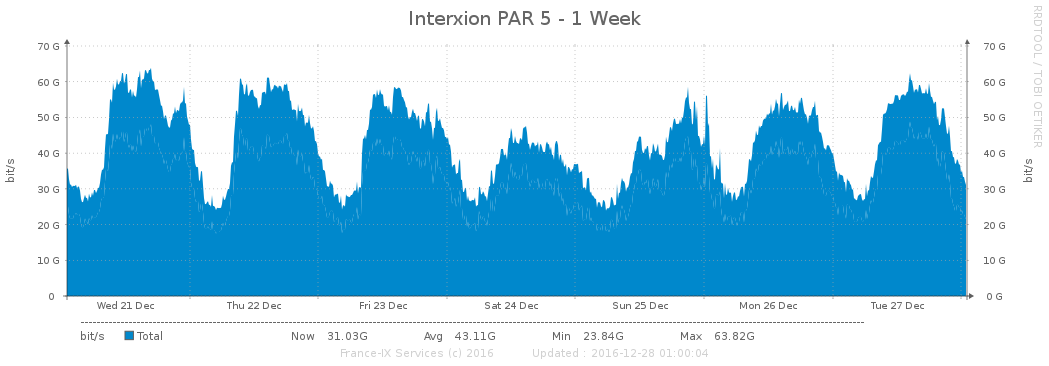 Interxion PAR 5 - 1 Week
RRDTOOL / TOBI OETIKER
70 G 70 G
60 G 60 G
50 G 50 G
40 G 40 G
30 G 30 G
20 G 20 G
10 G 10 G
0 0 G
bit/s
bit/s
Wed 21 Dec Thu 22 Dec Fri 23 Dec Sat 24 Dec Sun 25 Dec Mon 26 Dec Tue 27 Dec
bit/s Total Now 31.03G Avg 43.11G Min 23.84G Max 63.82G
France-IX Services (c) 2016 Updated : 2016-12-28 01:00:04